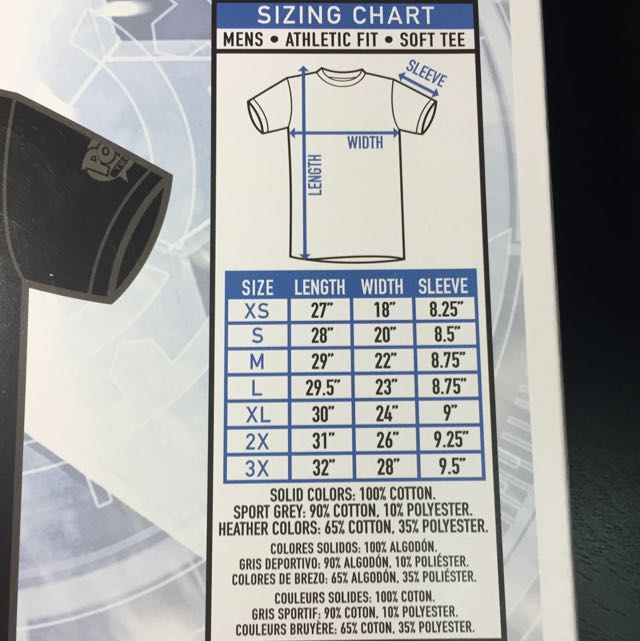 SIZING CHART
MENS • ATHLETIC FIT • SOFT TEE
SLEEVE
WIDTH
LENGTH
SIZE LENGTH WIDTH SLEEVE
XS 27" 18" 8.25"
S 28" 20" 8.5"
M 29" 22" 8.75"
L 29.5" 23" 8.75"
XL 30" 24" 9"
2X 31" 26" 9.25"
3X 32" 28" 9.5"
SOLID COLORS: 100% COTTON.
SPORT GREY: 90% COTTON, 10% POLYESTER.
HEATHER COLORS: 65% COTTON, 35% POLYESTER.
COLORES SOLIDOS: 100% ALGODÓN.
GRIS DEPORTIVO: 90% ALGODÓN, 10% POLIÉSTER.
COLORES DE BREZO: 65% ALGODÓN, 35% POLIÉSTER.
COULEURS SOLIDES: 100% COTON.
GRIS SPORTIF: 90% COTON, 10% POLYESTER.
COULEURS BRUYÈRE: 65% COTON, 35% POLYESTER.